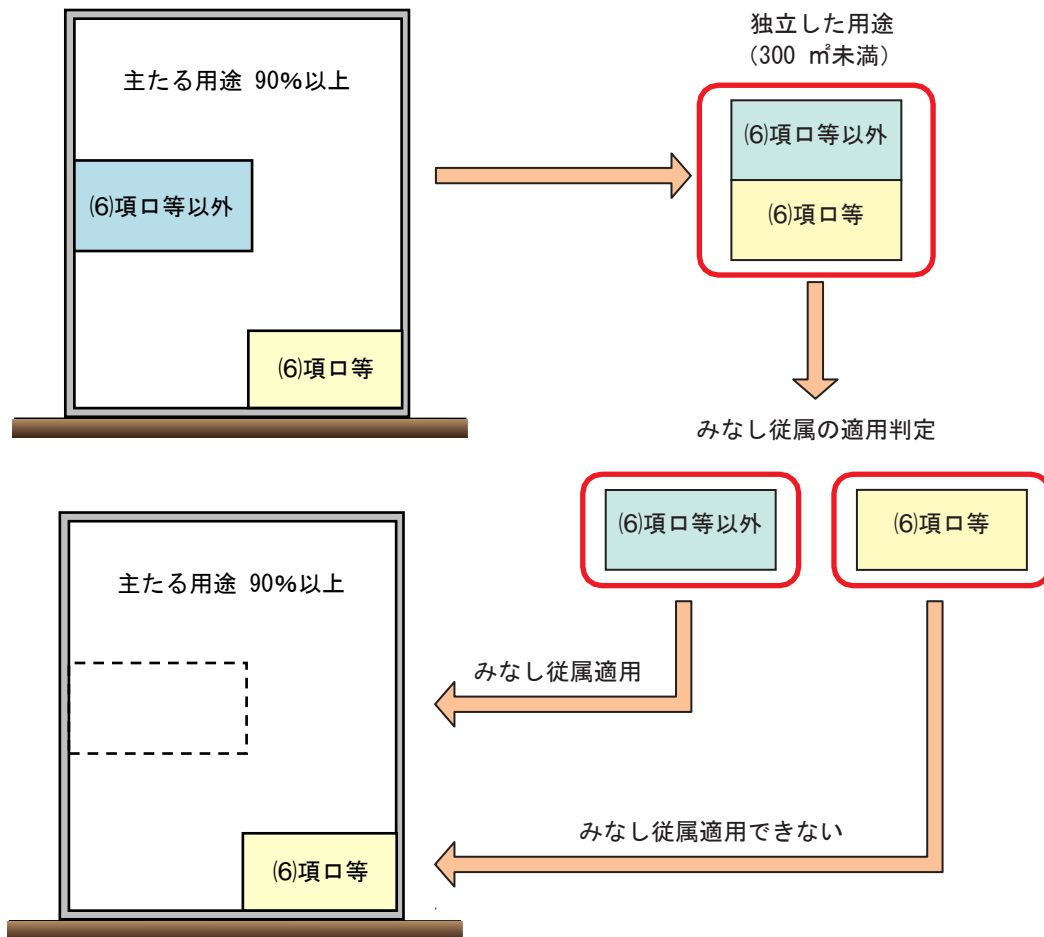 主たる用途 90%以上
⑹項ロ等以外
⑹項ロ等
独立した用途
(300 ㎡未満)
⑹項ロ等以外
⑹項ロ等
みなし従属の適用判定
⑹項ロ等以外
⑹項ロ等
主たる用途 90%以上
みなし従属適用
みなし従属適用できない
⑹項ロ等